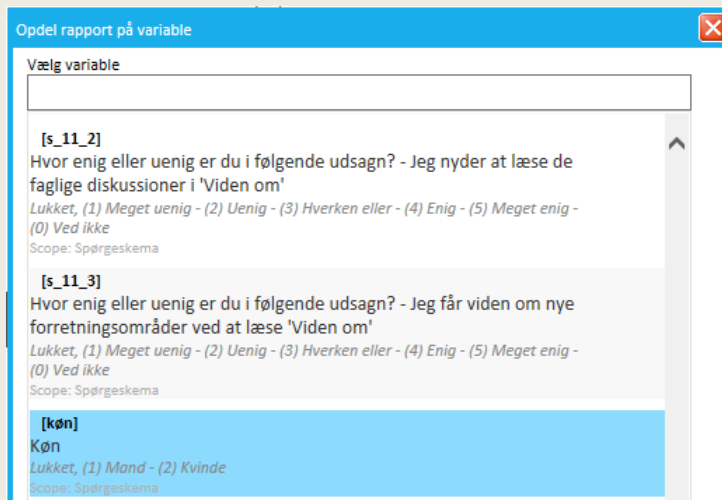 Opdel rapport på variable
Vælg variable
[s_11_2]
Hvor enig eller uenig er du i følgende udsagn? - Jeg nyder at læse de
faglige diskussioner i 'Viden om'
Lukket, (1) Meget uenig - (2) Uenig - (3) Hverken eller - (4) Enig - (5) Meget enig -
(0) Ved ikke
Scope: Spørgeskema
[s_11_3]
Hvor enig eller uenig er du i følgende udsagn? - Jeg får viden om nye
forretningsområder ved at læse 'Viden om'
Lukket, (1) Meget uenig - (2) Uenig - (3) Hverken eller - (4) Enig - (5) Meget enig -
(0) Ved ikke
Scope: Spørgeskema
[køn]
Køn
Lukket, (1) Mand - (2) Kvinde
Scope: Spørgeskema